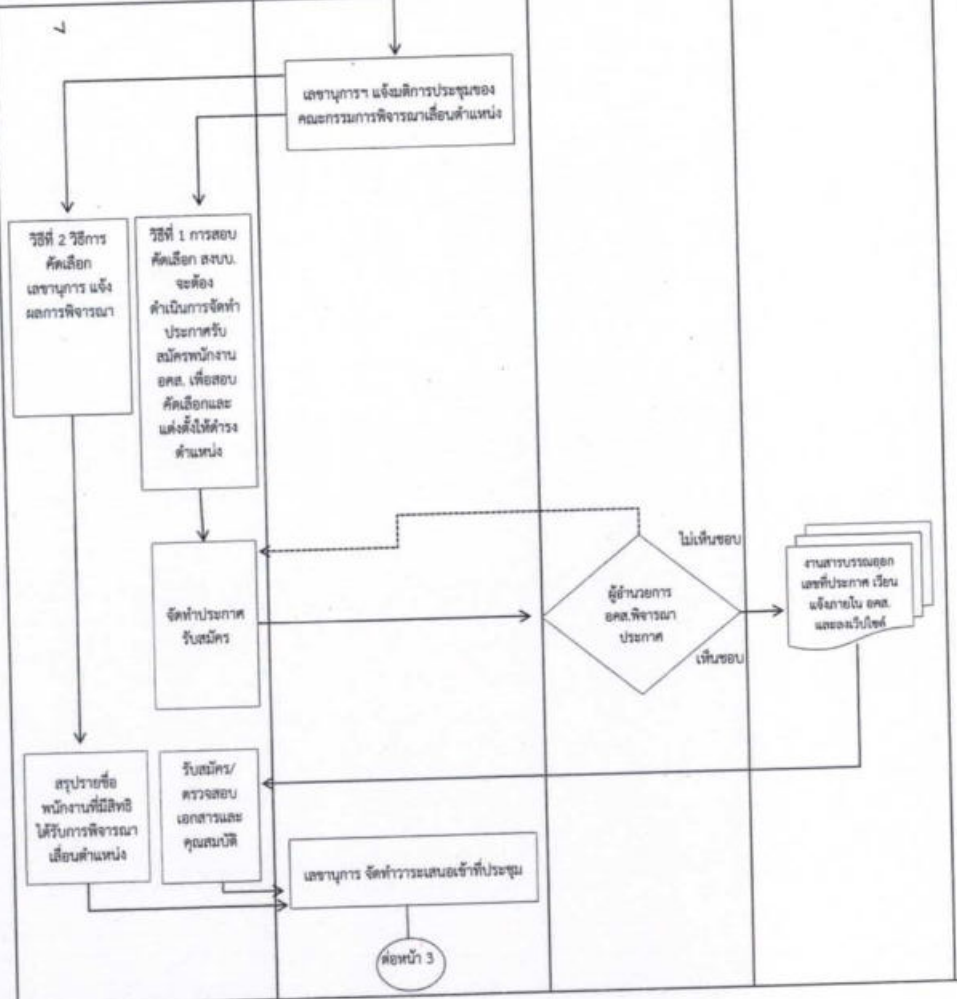 เลขานุการฯ แจ้งมติการประชุมของ
คณะกรรมการพิจารณาเลื่อนตำแหน่ง
วิธีที่ 2 วิธีการ
คัดเลือก
เลขานุการ แจ้ง
ผลการพิจารณา
วิธีที่ 1 การสอบ
คัดเลือก สงบบ.
จะต้อง
ดำเนินการจัดทำ
ประกาศรับ
สมัครพนักงาน
อคส. เพื่อสอบ
คัดเลือกและ
แต่งตั้งให้ดำรง
ตำแหน่ง
จัดทำประกาศ
รับสมัคร
ไม่เห็นชอบ
ผู้อำนวยการ
อคส.พิจารณา
ประกาศ
เห็นชอบ
งานสารบรรณออก
เลขที่ประกาศ เวียน
แจ้งภายใน อคส.
และลงเว็บไซต์
สรุปรายชื่อ
พนักงานที่มีสิทธิ
ได้รับการพิจารณา
เลื่อนตำแหน่ง
รับสมัคร/
ตรวจสอบ
เอกสารและ
คุณสมบัติ
เลขานุการ จัดทำวาระเสนอเข้าที่ประชุม
ต่อหน้า 3